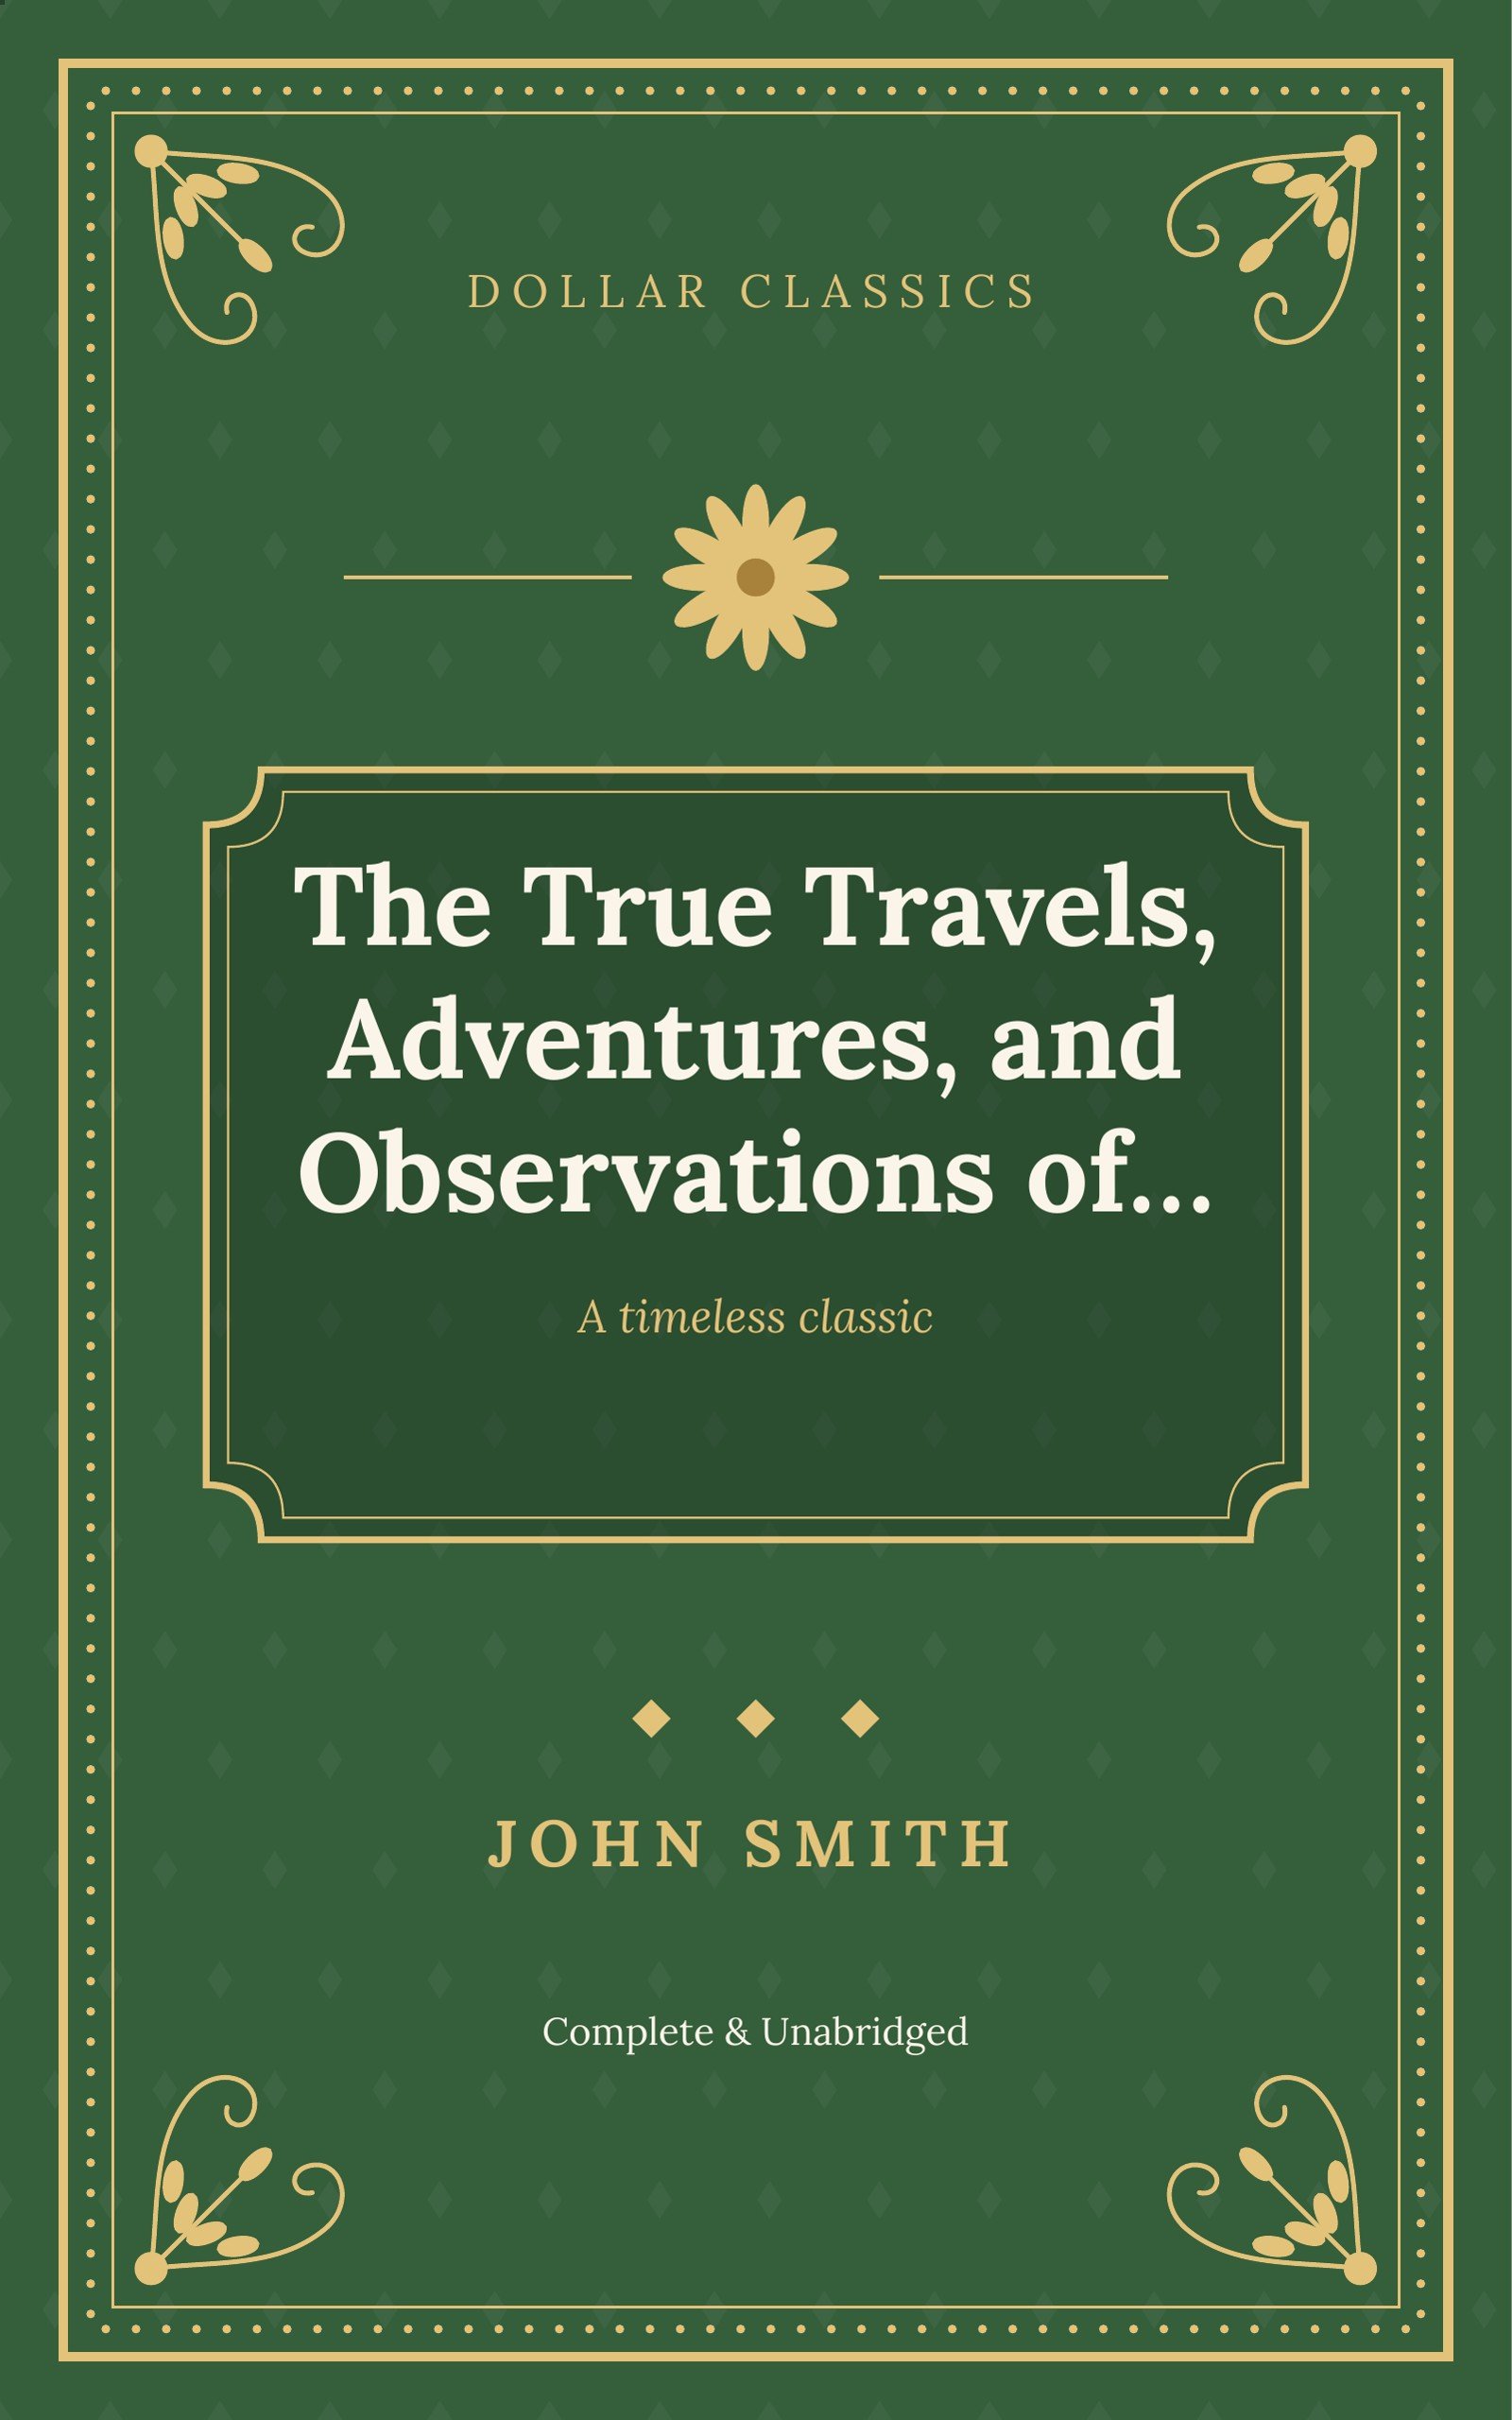 DOLLAR CLASSICS
The True Travels,
Adventures, and
Observations of...
A timeless classic
JOHN SMITH
Complete & Unabridged